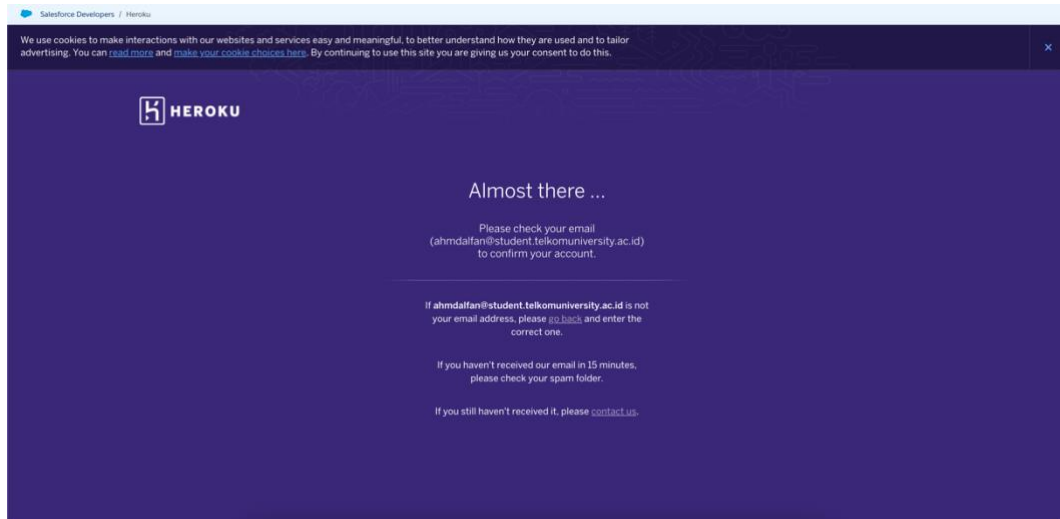 Salesforce Developers / Heroku
We use cookies to make interactions with our websites and services easy and meaningful, to better understand how they are used and to tailor
advertising. You can read more and make your cookie choices here. By continuing to use this site you are giving us your consent to do this.
×
HEROKU
Almost there ...
Please check your email
(ahmdalfan@student.telkomuniversity.ac.id)
to confirm your account.
If ahmdalfan@student.telkomuniversity.ac.id is not
your email address, please go back and enter the
correct one.
If you haven't received our email in 15 minutes,
please check your spam folder.
If you still haven't received it, please contact us.